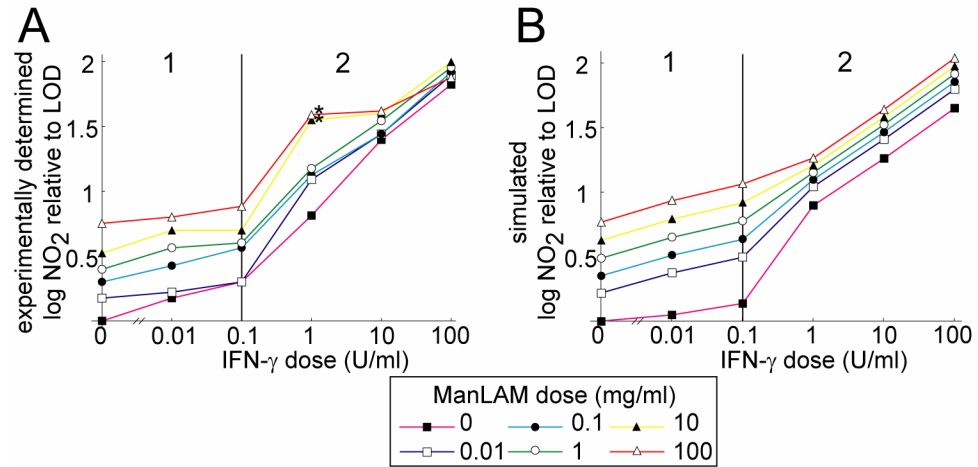 A
experimentally determined
log NO2 relative to LOD
1
2
2
1.5
1
0.5
0
0.01
0.1
1
10
100
IFN-γ dose (U/ml)
*
*
B
simulated
log NO2 relative to LOD
1
2
2
1.5
1
0.5
0
0.01
0.1
1
10
100
IFN-γ dose (U/ml)
ManLAM dose (mg/ml)
0 0.1 10
0.01 1 100